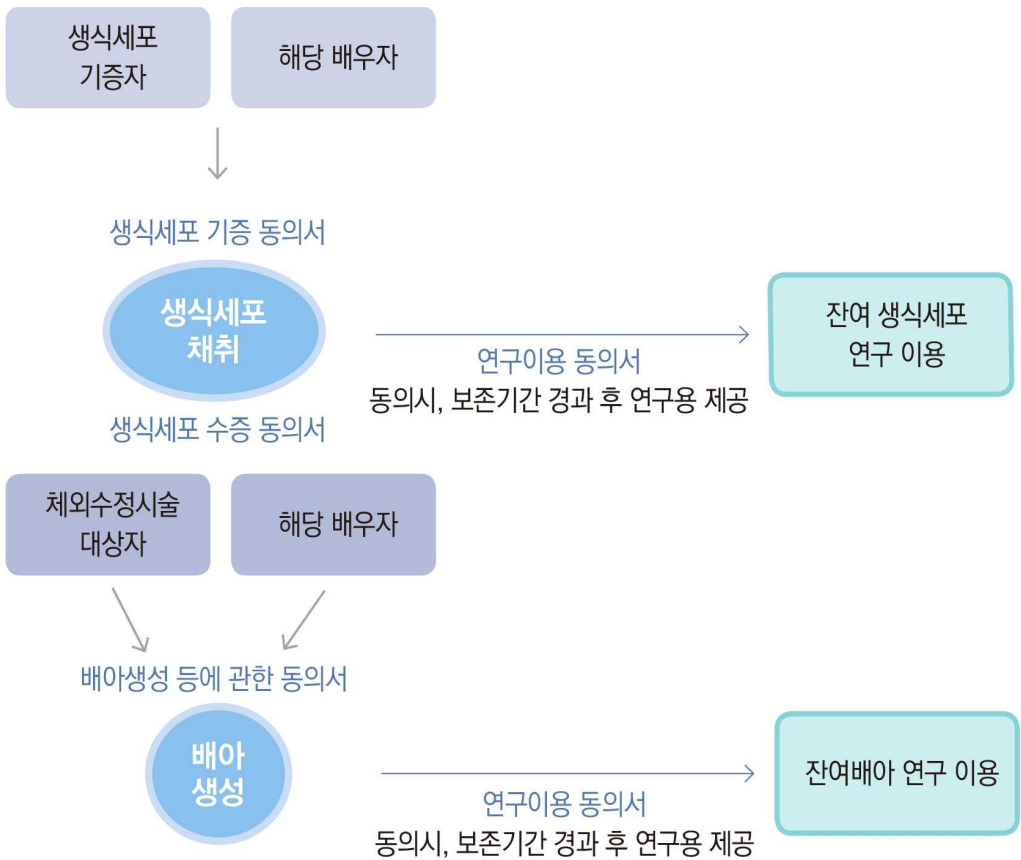 생식세포
기증자
해당 배우자
생식세포 기증 동의서
생식세포
채취
연구이용 동의서
동의시, 보존기간 경과 후 연구용 제공
잔여 생식세포
연구 이용
생식세포 수증 동의서
체외수정시술
대상자
해당 배우자
배아생성 등에 관한 동의서
배아
생성
연구이용 동의서
동의시, 보존기간 경과 후 연구용 제공
잔여배아 연구 이용